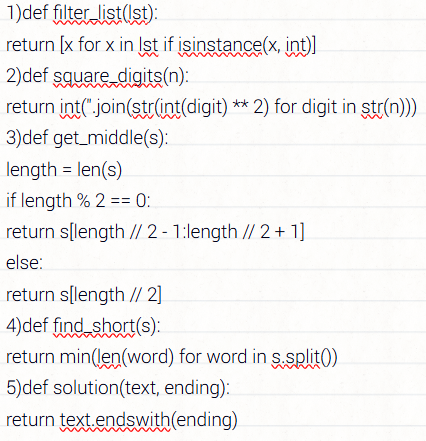 1)def filter_list(lst):
return [x for x in lst if isinstance(x, int)]
2)def square_digits(n):
return int(''.join(str(int(digit) ** 2) for digit in str(n)))
3)def get_middle(s):
length = len(s)
if length % 2 == 0:
return s[length // 2 - 1:length // 2 + 1]
else:
return s[length // 2]
4)def find_short(s):
return min(len(word) for word in s.split())
5)def solution(text, ending):
return text.endswith(ending)